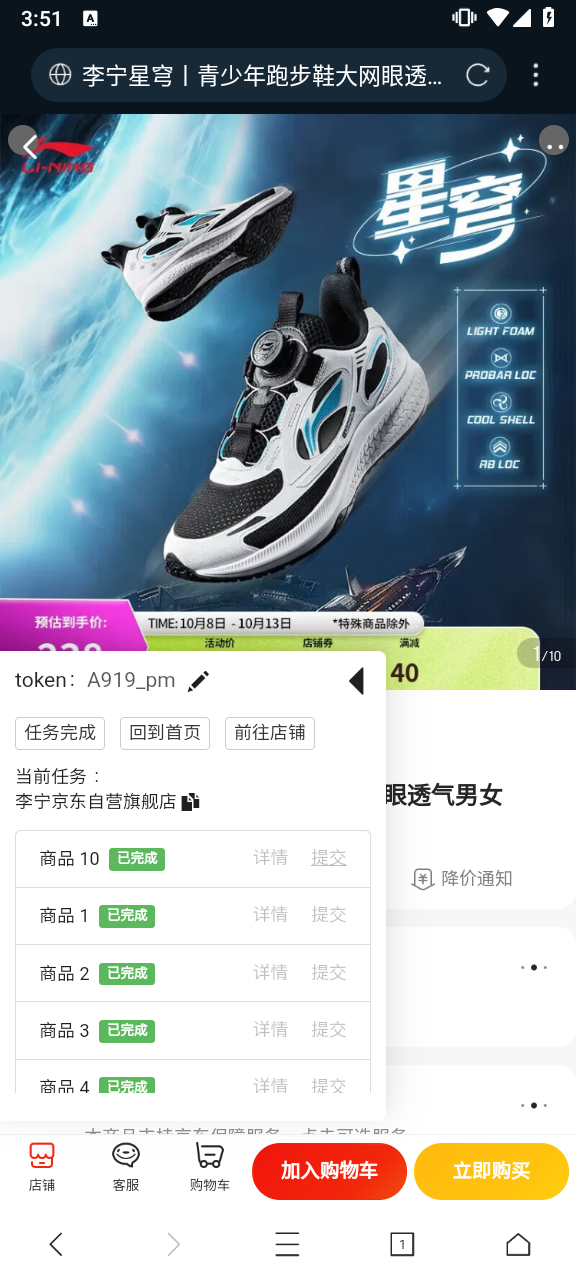 3:51
A
李宁星穹丨青少年跑步鞋大网眼透...
LI-NING
星穹
LIGHT FOAM
PROBAR LOC
COOL SHELL
RB LOC
预估到手价:
TIME:10月8日 - 10月13日
*特殊商品除外
活动价
店铺券
满减
40
1/10
token: A919_pm
任务完成
回到首页
前往店铺
当前任务：
李宁京东自营旗舰店
眼透气男女
商品 10 已完成 详情 提交
降价通知
商品 1 已完成 详情 提交
商品 2 已完成 详情 提交
商品 3 已完成 详情 提交
商品 4 已完成 详情 提交
店铺
客服
购物车
加入购物车
立即购买
1